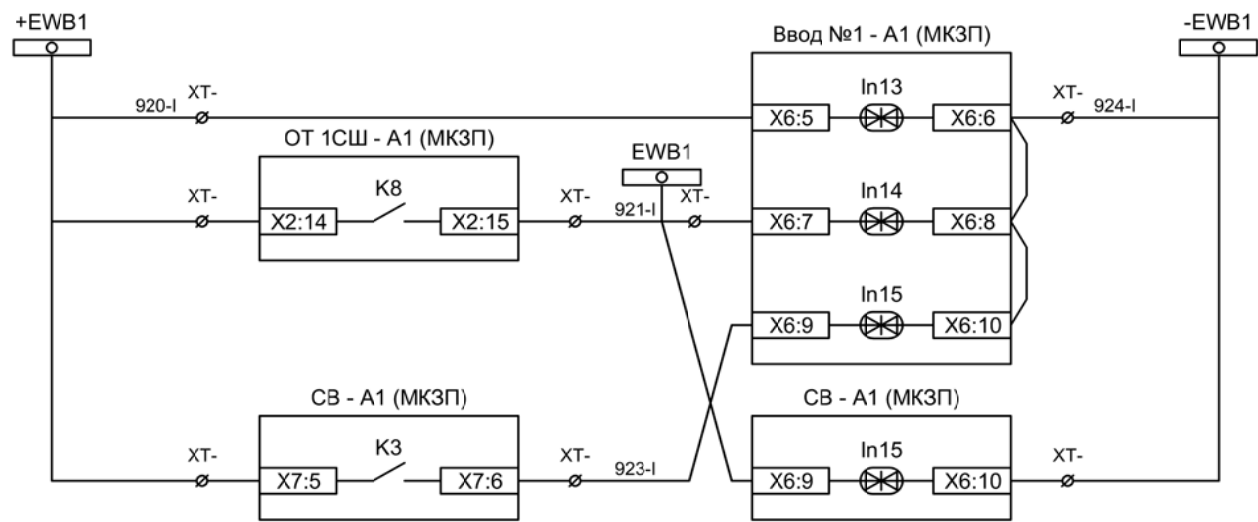 +EWB1
-EWB1
Ввод №1 - А1 (МКЗП)
920-I
XT-
X6:5
In13
X6:6
XT-
924-I
ОТ 1СШ - А1 (МКЗП)
EWB1
XT-
X2:14
K8
X2:15
XT-
921-I
XT-
X6:7
In14
X6:8
X6:9
In15
X6:10
СВ - А1 (МКЗП)
СВ - А1 (МКЗП)
XT-
X7:5
K3
X7:6
XT-
923-I
X6:9
In15
X6:10
XT-